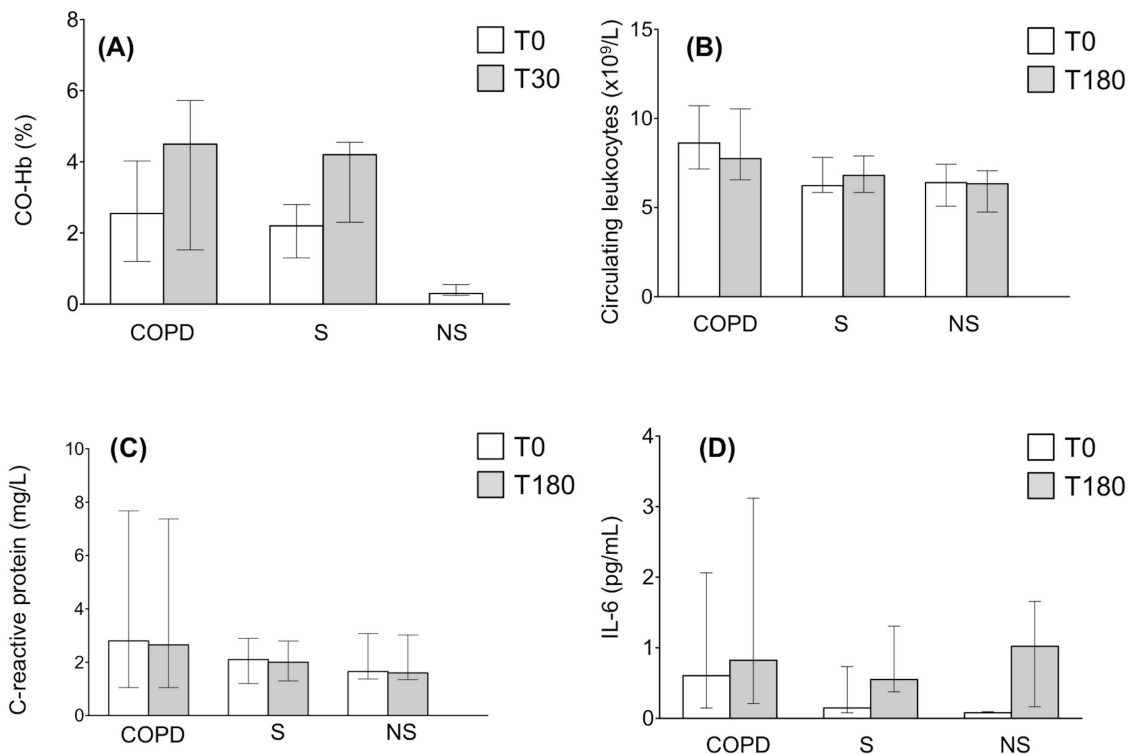 (A)
T0
T30
CO-Hb (%)
8
6
4
2
0
COPD
S
NS
(B)
T0
T180
Circulating leukocytes (x10⁹/L)
15
10
5
0
COPD
S
NS
(C)
T0
T180
C-reactive protein (mg/L)
10
8
6
4
2
0
COPD
S
NS
(D)
T0
T180
IL-6 (pg/mL)
4
3
2
1
0
COPD
S
NS